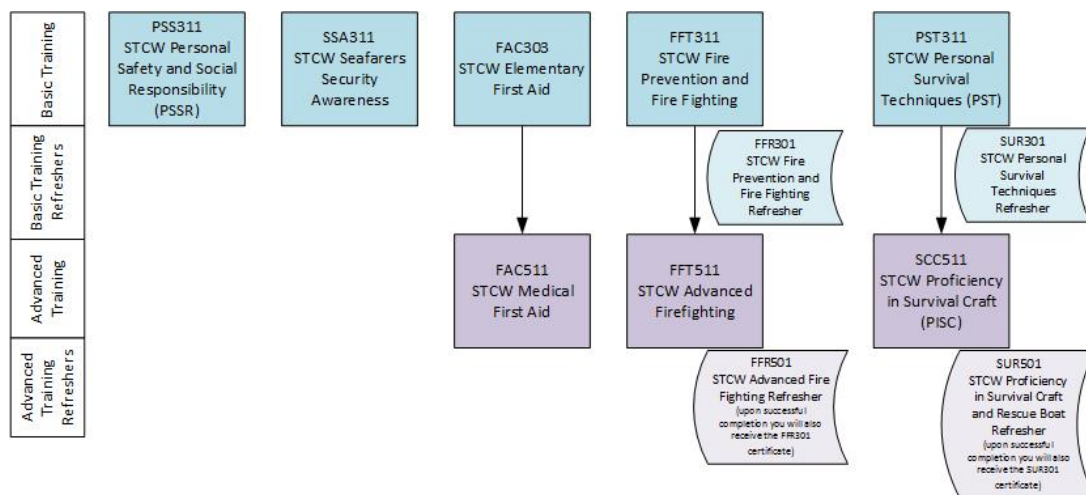 Basic Training
PSS311
STCW Personal
Safety and Social
Responsibility
(PSSR)
SSA311
STCW Seafarers
Security
Awareness
FAC303
STCW Elementary
First Aid
FFT311
STCW Fire
Prevention and
Fire Fighting
PST311
STCW Personal
Survival
Techniques (PST)
Basic Training
Refreshers
FFR301
STCW Fire
Prevention and
Fire Fighting
Refresher
SUR301
STCW Personal
Survival
Techniques
Refresher
Advanced
Training
FAC511
STCW Medical
First Aid
FFT511
STCW Advanced
Firefighting
SCC511
STCW Proficiency
in Survival Craft
(PISC)
Advanced
Training
Refreshers
FFR501
STCW Advanced Fire
Fighting Refresher
(upon successful
completion you will also
receive the FFR301
certificate)
SUR501
STCW Proficiency
in Survival Craft
and Rescue Boat
Refresher
(upon successful
completion you will also
receive the SUR301
certificate)